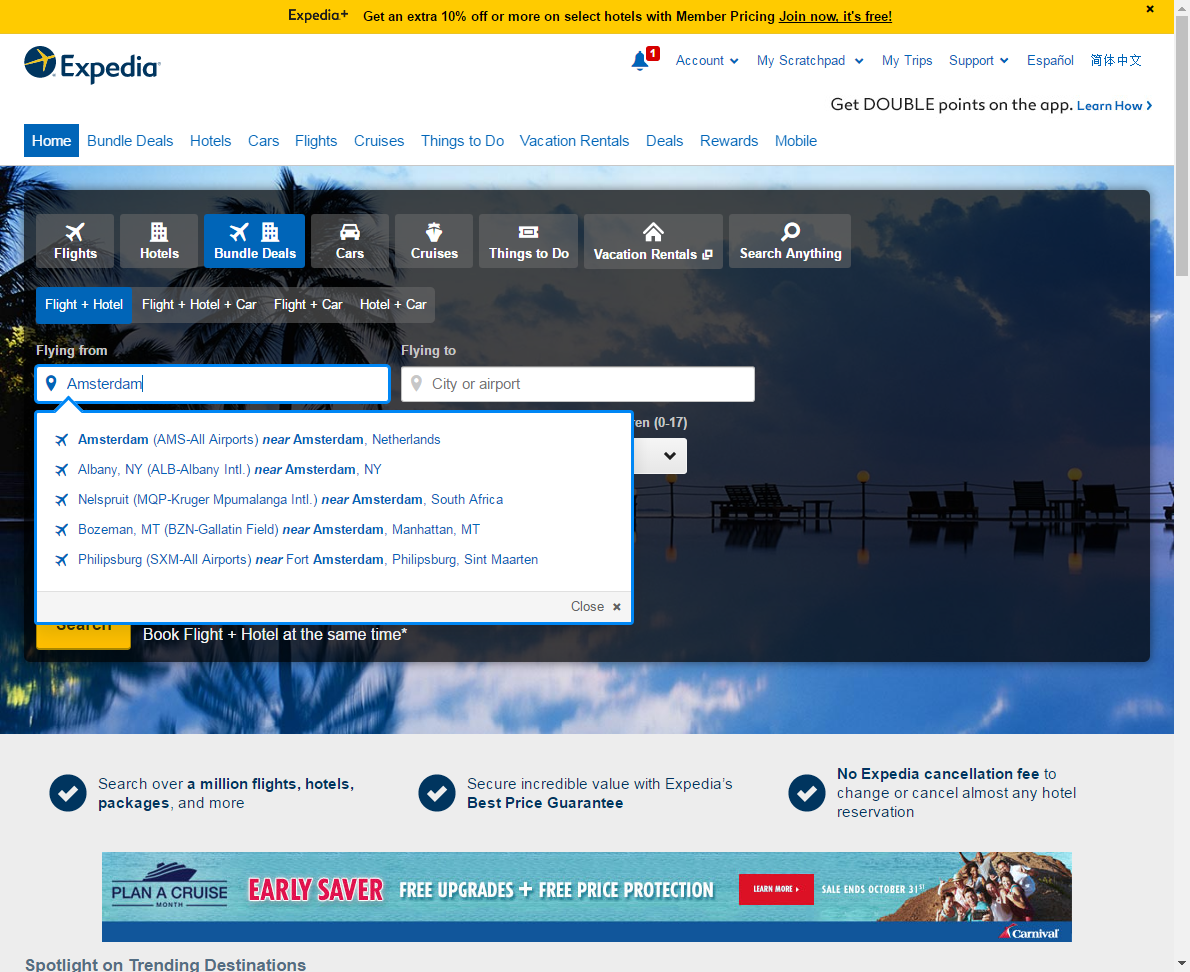 Expedia+ Get an extra 10% off or more on select hotels with Member Pricing Join now, it's free!
Expedia
1 Account My Scratchpad My Trips Support Español 简体中文
Get DOUBLE points on the app. Learn How
Home Bundle Deals Hotels Cars Flights Cruises Things to Do Vacation Rentals Deals Rewards Mobile
Flights Hotels Bundle Deals Cars Cruises Things to Do Vacation Rentals Search Anything
Flight + Hotel Flight + Hotel + Car Flight + Car Hotel + Car
Flying from Flying to
Amsterdam City or airport
ren (0-17)
Amsterdam (AMS-All Airports) near Amsterdam, Netherlands
Albany, NY (ALB-Albany Intl.) near Amsterdam, NY
Nelspruit (MQP-Kruger Mpumalanga Intl.) near Amsterdam, South Africa
Bozeman, MT (BZN-Gallatin Field) near Amsterdam, Manhattan, MT
Philipsburg (SXM-All Airports) near Fort Amsterdam, Philipsburg, Sint Maarten
Close
Search Book Flight + Hotel at the same time*
Search over a million flights, hotels,
packages, and more
Secure incredible value with Expedia's
Best Price Guarantee
No Expedia cancellation fee to
change or cancel almost any hotel
reservation
PLAN A CRUISE
MONTH
EARLY SAVER FREE UPGRADES + FREE PRICE PROTECTION LEARN MORE SALE ENDS OCTOBER 31ST
Carnival
Spotlight on Trending Destinations